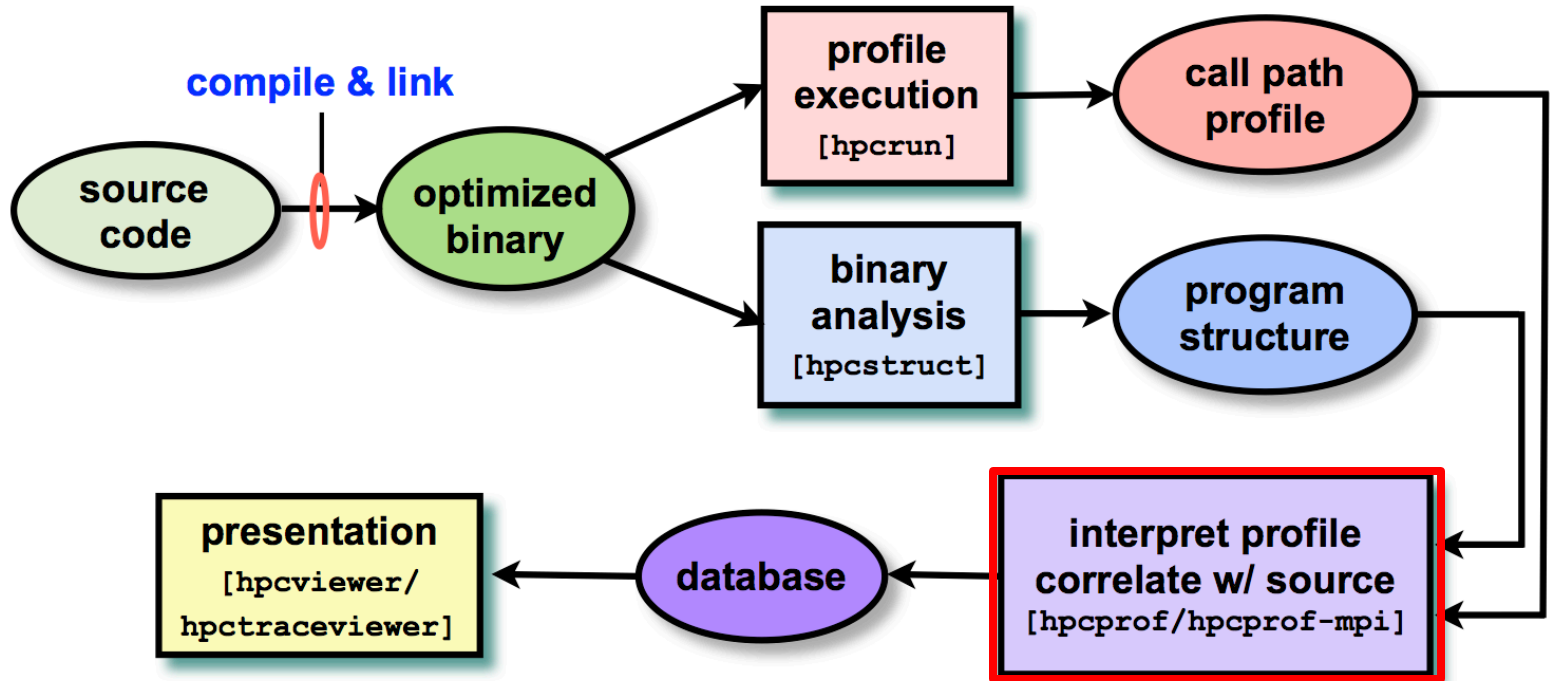 compile & link
source
code
optimized
binary
profile
execution
[hpcrun]
call path
profile
binary
analysis
[hpcstruct]
program
structure
interpret profile
correlate w/ source
[hpcprof/hpcprof-mpi]
database
presentation
[hpcviewer/
hpctraceviewer]